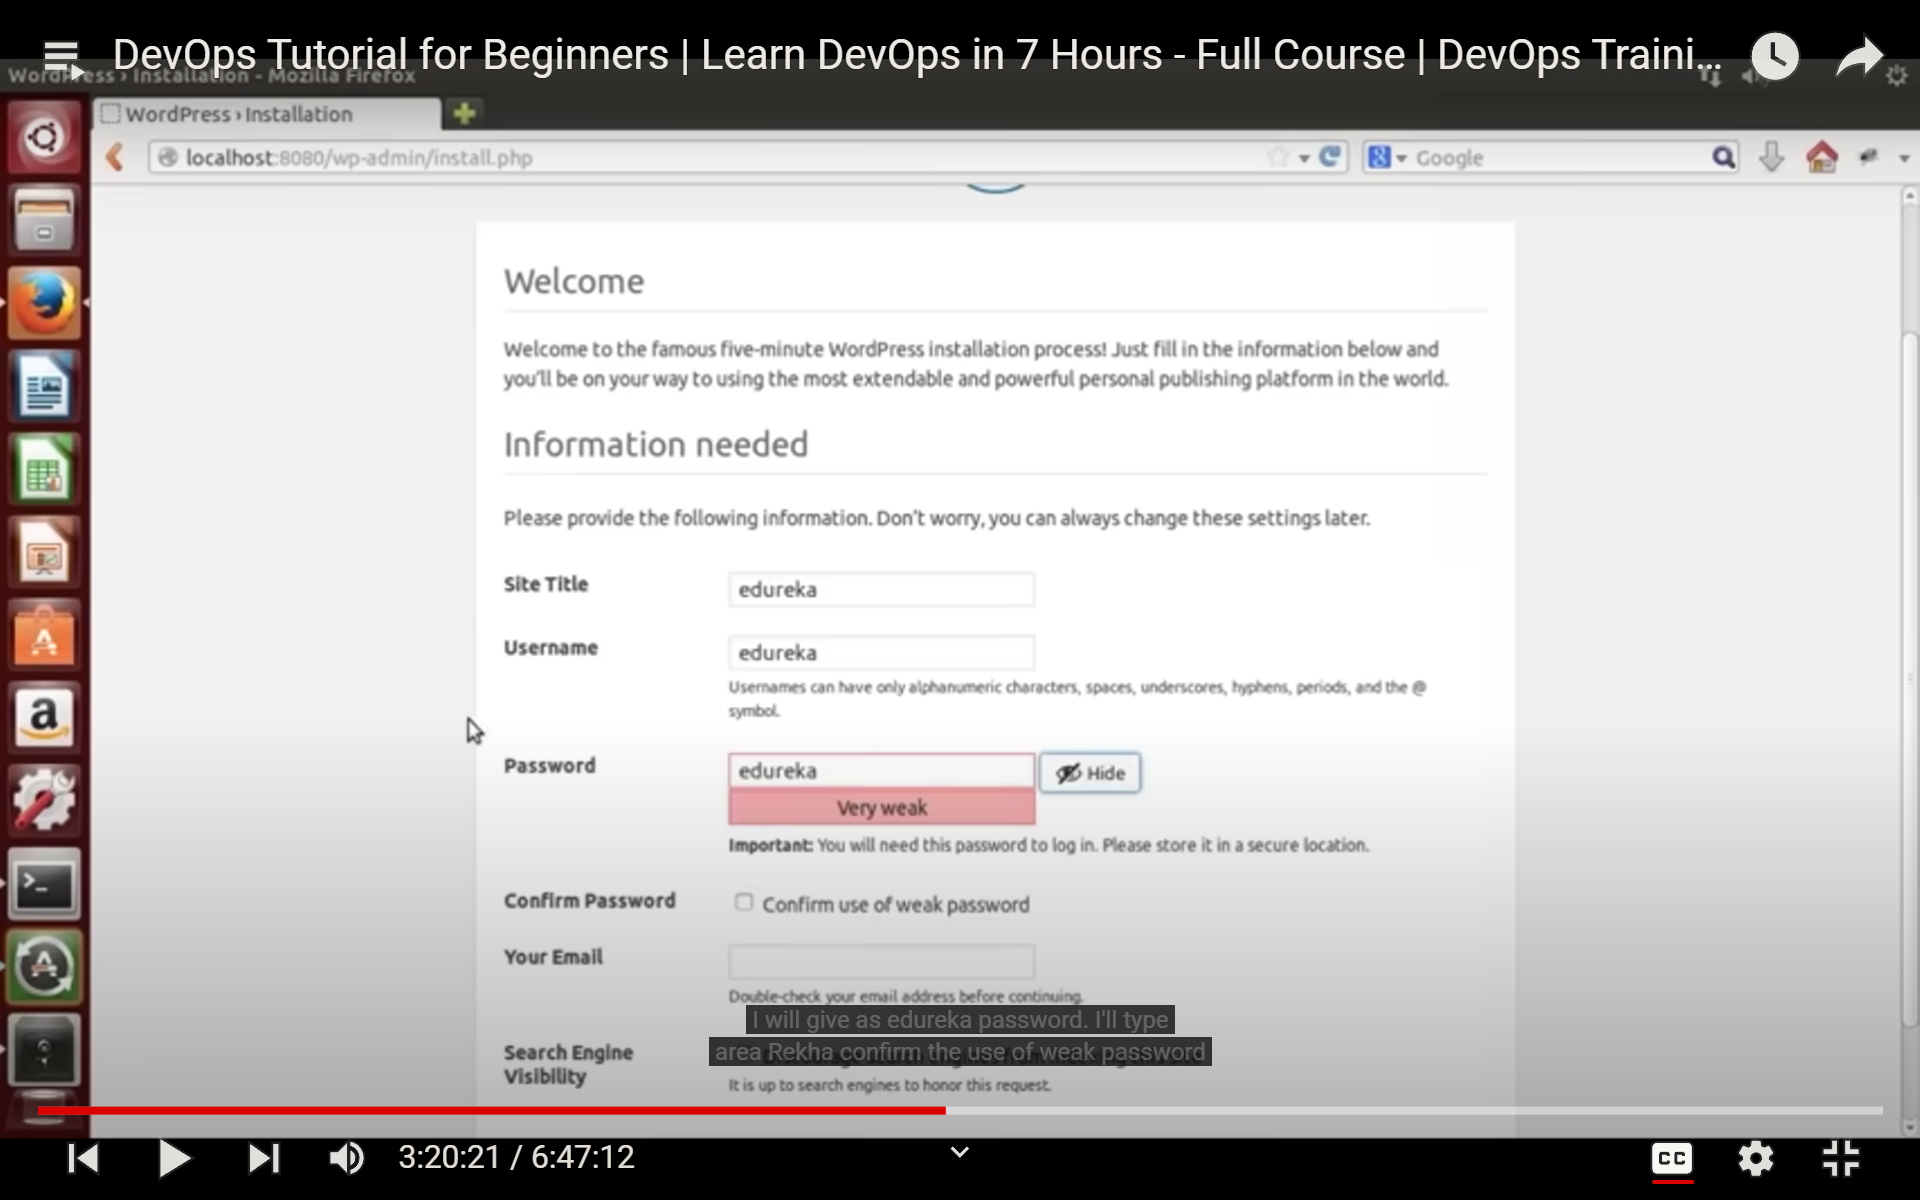 DevOps Tutorial for Beginners | Learn DevOps in 7 Hours - Full Course | DevOps Traini...
WordPress › Installation - Mozilla Firefox
WordPress › Installation
localhost:8080/wp-admin/install.php
Google
Welcome
Welcome to the famous five-minute WordPress installation process! Just fill in the information below and
you'll be on your way to using the most extendable and powerful personal publishing platform in the world.
Information needed
Please provide the following information. Don't worry, you can always change these settings later.
Site Title
edureka
Username
edureka
Usernames can have only alphanumeric characters, spaces, underscores, hyphens, periods, and the @
symbol.
Password
edureka
Hide
Very weak
Important: You will need this password to log in. Please store it in a secure location.
Confirm Password
Confirm use of weak password
Your Email
Double-check your email address before continuing.
I will give as edureka password. I'll type
area Rekha confirm the use of weak password
Search Engine
Visibility
It is up to search engines to honor this request.
3:20:21 / 6:47:12
CC